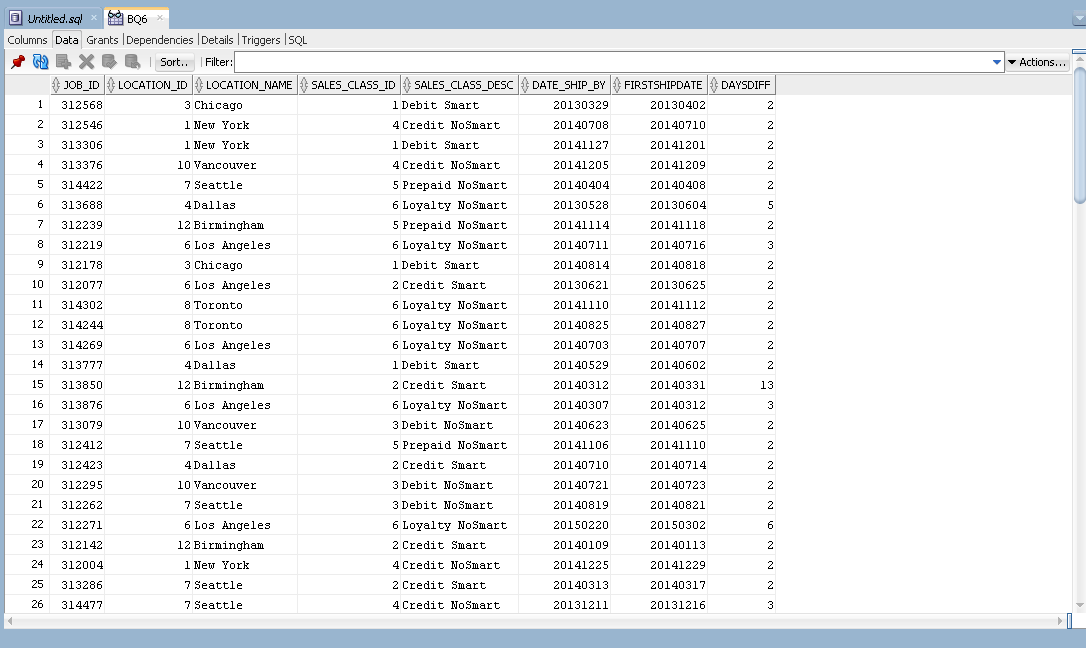 Untitled.sql BQ6
Columns Data Grants Dependencies Details Triggers SQL
Sort.. Filter: Actions...
JOB_ID LOCATION_ID LOCATION_NAME SALES_CLASS_ID SALES_CLASS_DESC DATE_SHIP_BY FIRSTSHIPDATE DAYSDIFF
1 312568 3 Chicago 1 Debit Smart 20130329 20130402 2
2 312546 1 New York 4 Credit NoSmart 20140708 20140710 2
3 313306 1 New York 1 Debit Smart 20141127 20141201 2
4 313376 10 Vancouver 4 Credit NoSmart 20141205 20141209 2
5 314422 7 Seattle 5 Prepaid NoSmart 20140404 20140408 2
6 313688 4 Dallas 6 Loyalty NoSmart 20130528 20130604 5
7 312239 12 Birmingham 5 Prepaid NoSmart 20141114 20141118 2
8 312219 6 Los Angeles 6 Loyalty NoSmart 20140711 20140716 3
9 312178 3 Chicago 1 Debit Smart 20140814 20140818 2
10 312077 6 Los Angeles 2 Credit Smart 20130621 20130625 2
11 314302 8 Toronto 6 Loyalty NoSmart 20141110 20141112 2
12 314244 8 Toronto 6 Loyalty NoSmart 20140825 20140827 2
13 314269 6 Los Angeles 6 Loyalty NoSmart 20140703 20140707 2
14 313777 4 Dallas 1 Debit Smart 20140529 20140602 2
15 313850 12 Birmingham 2 Credit Smart 20140312 20140331 13
16 313876 6 Los Angeles 6 Loyalty NoSmart 20140307 20140312 3
17 313079 10 Vancouver 3 Debit NoSmart 20140623 20140625 2
18 312412 7 Seattle 5 Prepaid NoSmart 20141106 20141110 2
19 312423 4 Dallas 2 Credit Smart 20140710 20140714 2
20 312295 10 Vancouver 3 Debit NoSmart 20140721 20140723 2
21 312262 7 Seattle 3 Debit NoSmart 20140819 20140821 2
22 312271 6 Los Angeles 6 Loyalty NoSmart 20150220 20150302 6
23 312142 12 Birmingham 2 Credit Smart 20140109 20140113 2
24 312004 1 New York 4 Credit NoSmart 20141225 20141229 2
25 313286 7 Seattle 2 Credit Smart 20140313 20140317 2
26 314477 7 Seattle 4 Credit NoSmart 20131211 20131216 3